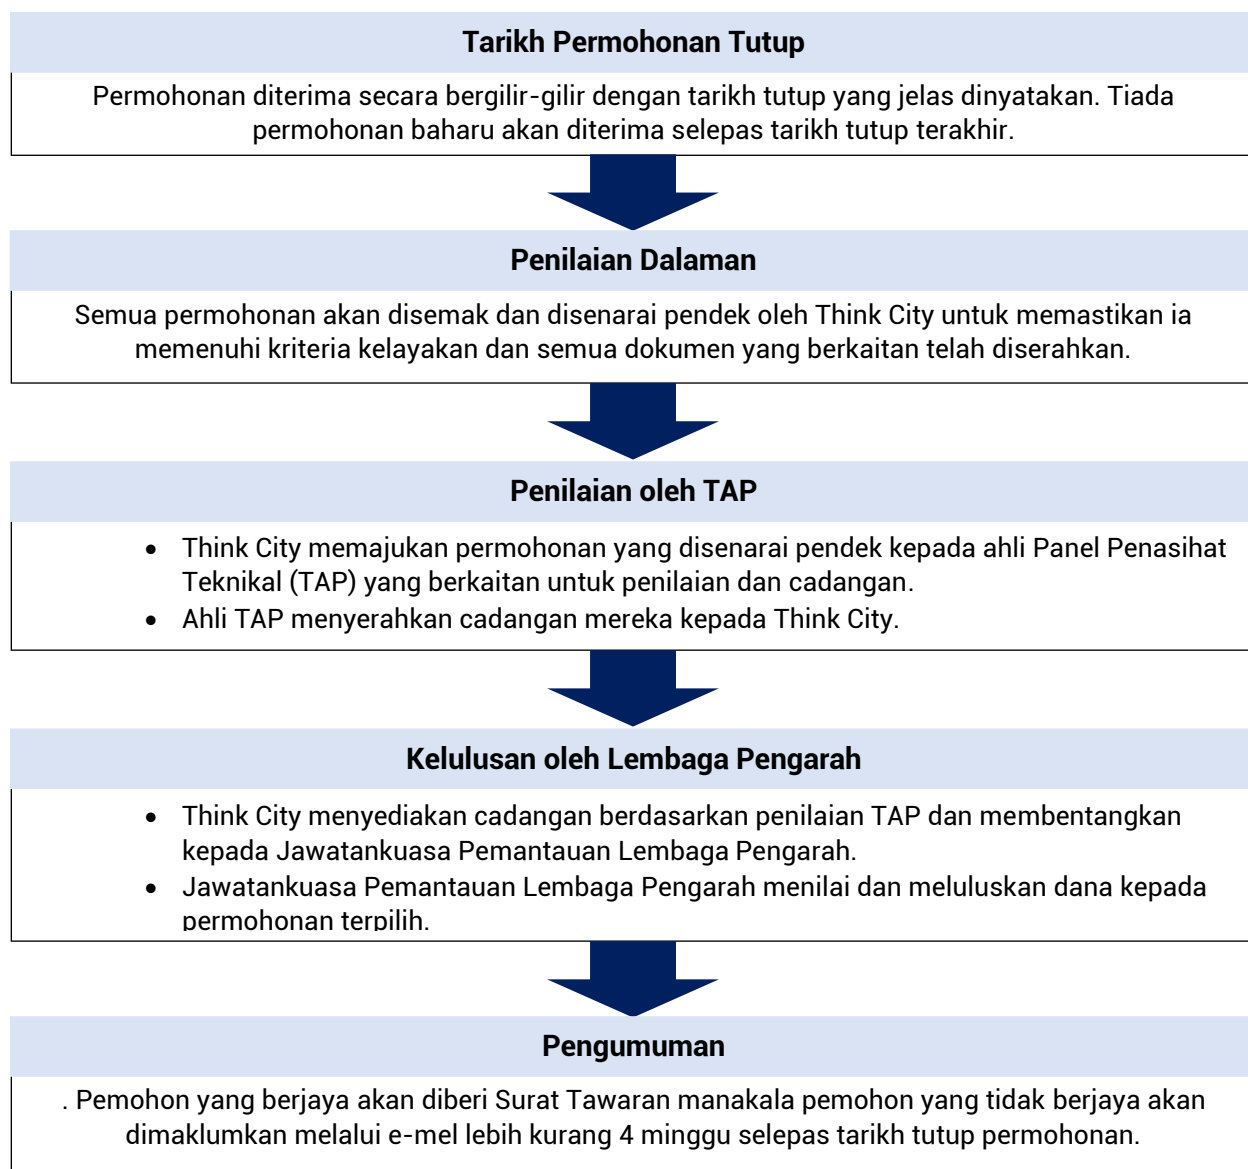 Tarikh Permohonan Tutup
Permohonan diterima secara bergilir-gilir dengan tarikh tutup yang jelas dinyatakan. Tiada
permohonan baharu akan diterima selepas tarikh tutup terakhir.
Penilaian Dalaman
Semua permohonan akan disemak dan disenarai pendek oleh Think City untuk memastikan ia
memenuhi kriteria kelayakan dan semua dokumen yang berkaitan telah diserahkan.
Penilaian oleh TAP
• Think City memajukan permohonan yang disenarai pendek kepada ahli Panel Penasihat
Teknikal (TAP) yang berkaitan untuk penilaian dan cadangan.
• Ahli TAP menyerahkan cadangan mereka kepada Think City.
Kelulusan oleh Lembaga Pengarah
• Think City menyediakan cadangan berdasarkan penilaian TAP dan membentangkan
kepada Jawatankuasa Pemantauan Lembaga Pengarah.
• Jawatankuasa Pemantauan Lembaga Pengarah menilai dan meluluskan dana kepada
permohonan terpilih.
Pengumuman
. Pemohon yang berjaya akan diberi Surat Tawaran manakala pemohon yang tidak berjaya akan
dimaklumkan melalui e-mel lebih kurang 4 minggu selepas tarikh tutup permohonan.